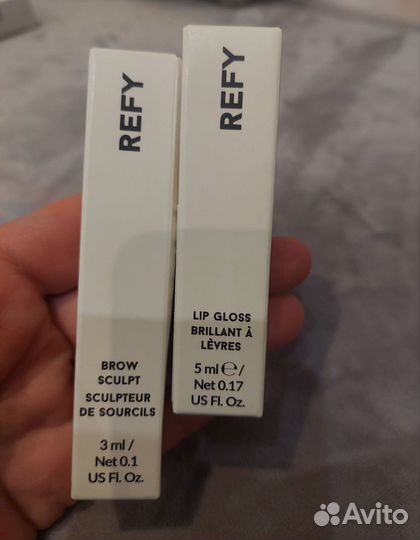 REFY
BROW
SCULPT
SCULPTEUR
DE SOURCILS
3 ml /
Net 0.1
US Fl. Oz.
REFY
LIP GLOSS
BRILLANT À
LÈVRES
5 ml ℮ /
Net 0.17
US Fl. Oz.
Avito